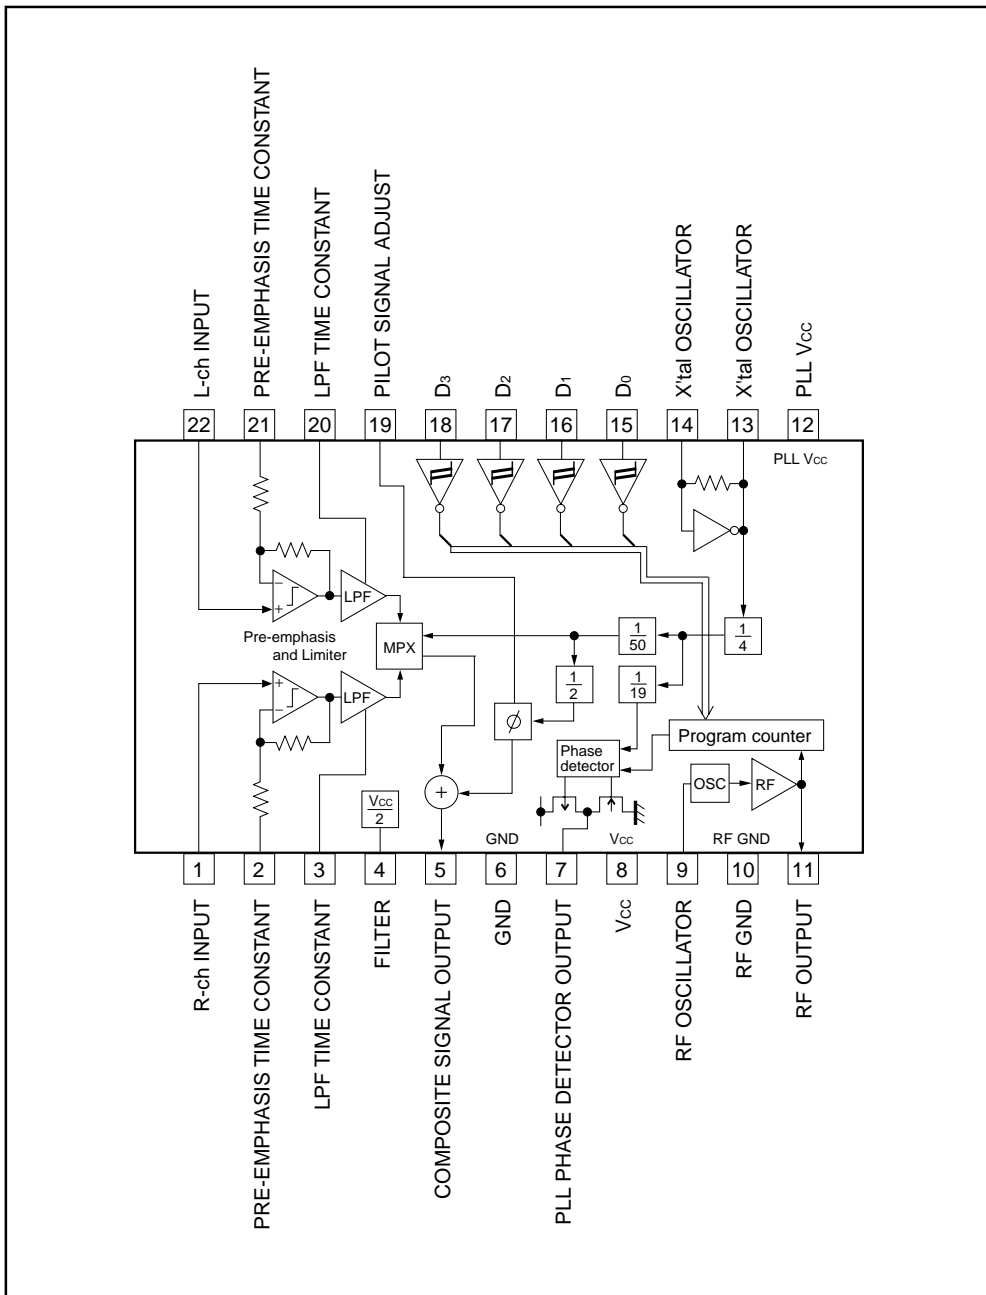 L-ch INPUT
PRE-EMPHASIS TIME CONSTANT
LPF TIME CONSTANT
PILOT SIGNAL ADJUST
D3
D2
D1
D0
X'tal OSCILLATOR
X'tal OSCILLATOR
PLL VCC
22
21
20
19
18
17
16
15
14
13
12
PLL VCC
LPF
Pre-emphasis
and Limiter
MPX
1
50
1
4
1
2
1
19
LPF
ϕ
Program counter
Phase
detector
OSC
RF
VCC
2
+
GND
VCC
RF GND
1
2
3
4
5
6
7
8
9
10
11
R-ch INPUT
PRE-EMPHASIS TIME CONSTANT
LPF TIME CONSTANT
FILTER
COMPOSITE SIGNAL OUTPUT
GND
PLL PHASE DETECTOR OUTPUT
VCC
RF OSCILLATOR
RF GND
RF OUTPUT